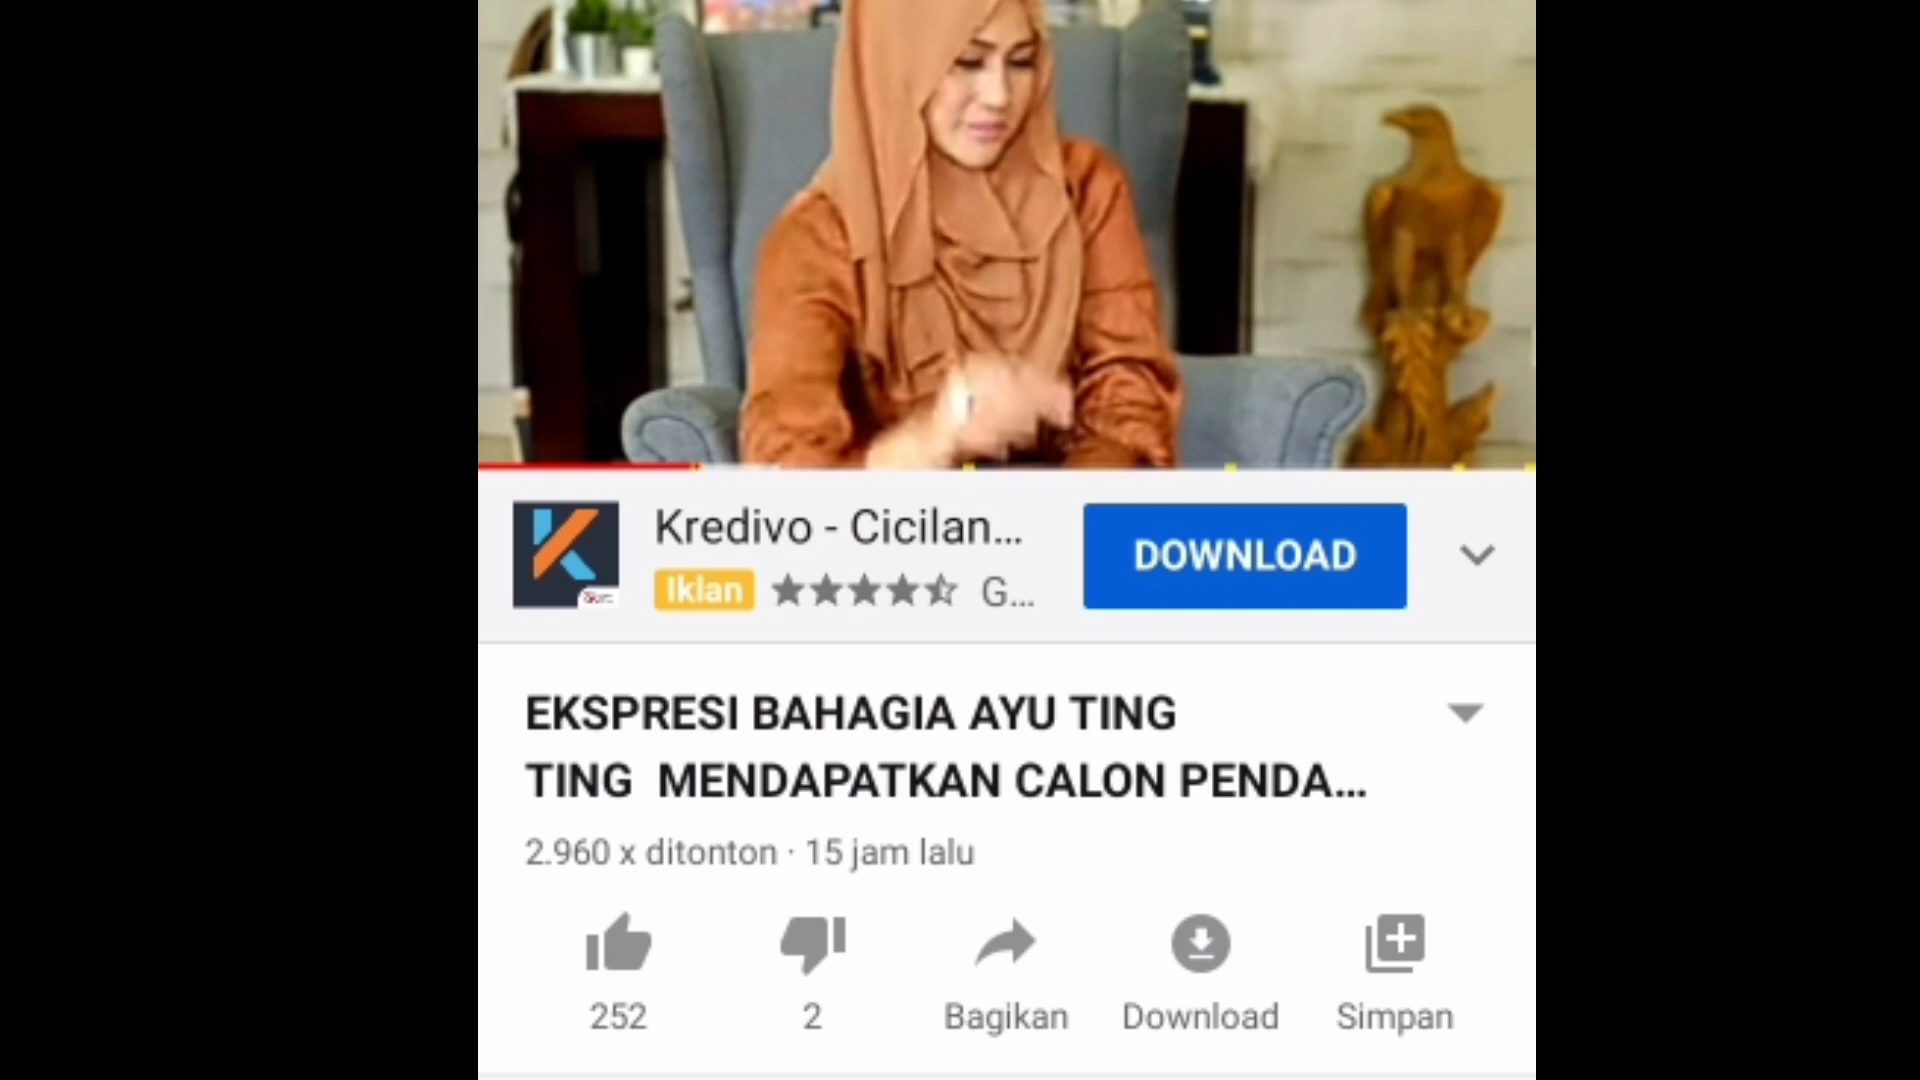 Kredivo - Cicilan...
Iklan G...
DOWNLOAD
EKSPRESI BAHAGIA AYU TING
TING MENDAPATKAN CALON PENDA...
2.960 x ditonton · 15 jam lalu
252 2 Bagikan Download Simpan